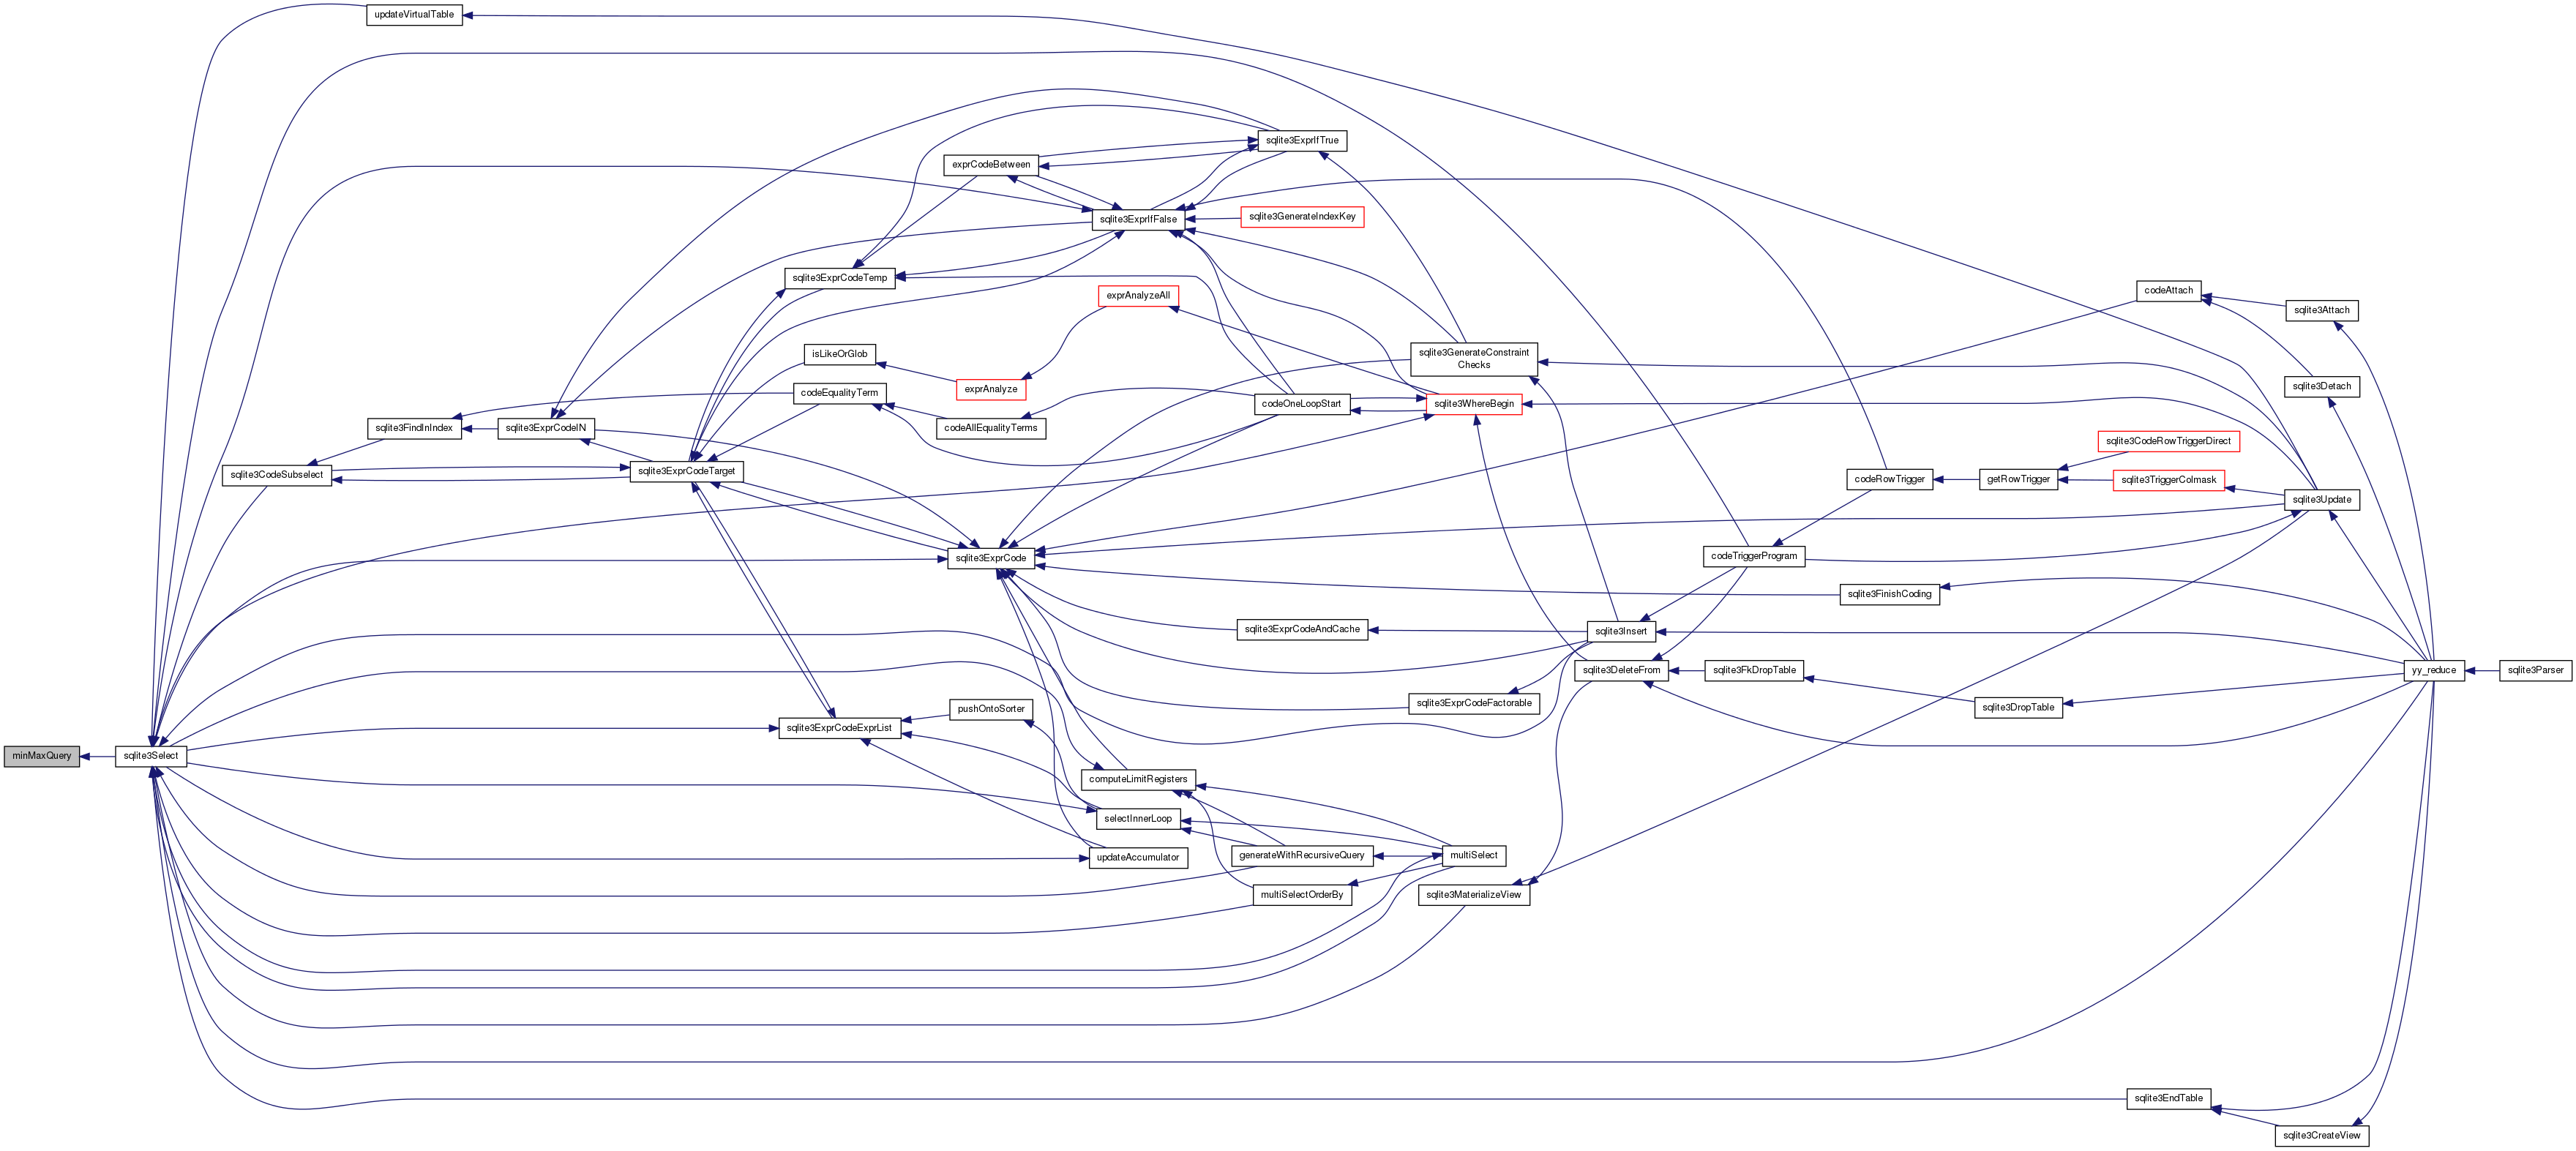 updateVirtualTable
sqlite3ExprIfTrue
exprCodeBetween
sqlite3ExprIfFalse
sqlite3GenerateIndexKey
sqlite3ExprCodeTemp
exprAnalyzeAll
codeAttach
sqlite3Attach
isLikeOrGlob
sqlite3GenerateConstraint
Checks
exprAnalyze
sqlite3Detach
codeEqualityTerm
codeOneLoopStart
sqlite3WhereBegin
sqlite3FindInIndex
sqlite3ExprCodeIN
codeAllEqualityTerms
sqlite3CodeRowTriggerDirect
sqlite3CodeSubselect
sqlite3ExprCodeTarget
codeRowTrigger
getRowTrigger
sqlite3TriggerColmask
sqlite3Update
sqlite3ExprCode
codeTriggerProgram
sqlite3FinishCoding
sqlite3ExprCodeAndCache
sqlite3Insert
sqlite3DeleteFrom
sqlite3FkDropTable
yy_reduce
sqlite3Parser
sqlite3ExprCodeFactorable
pushOntoSorter
sqlite3DropTable
sqlite3ExprCodeExprList
minMaxQuery
sqlite3Select
computeLimitRegisters
selectInnerLoop
updateAccumulator
generateWithRecursiveQuery
multiSelect
multiSelectOrderBy
sqlite3MaterializeView
sqlite3EndTable
sqlite3CreateView